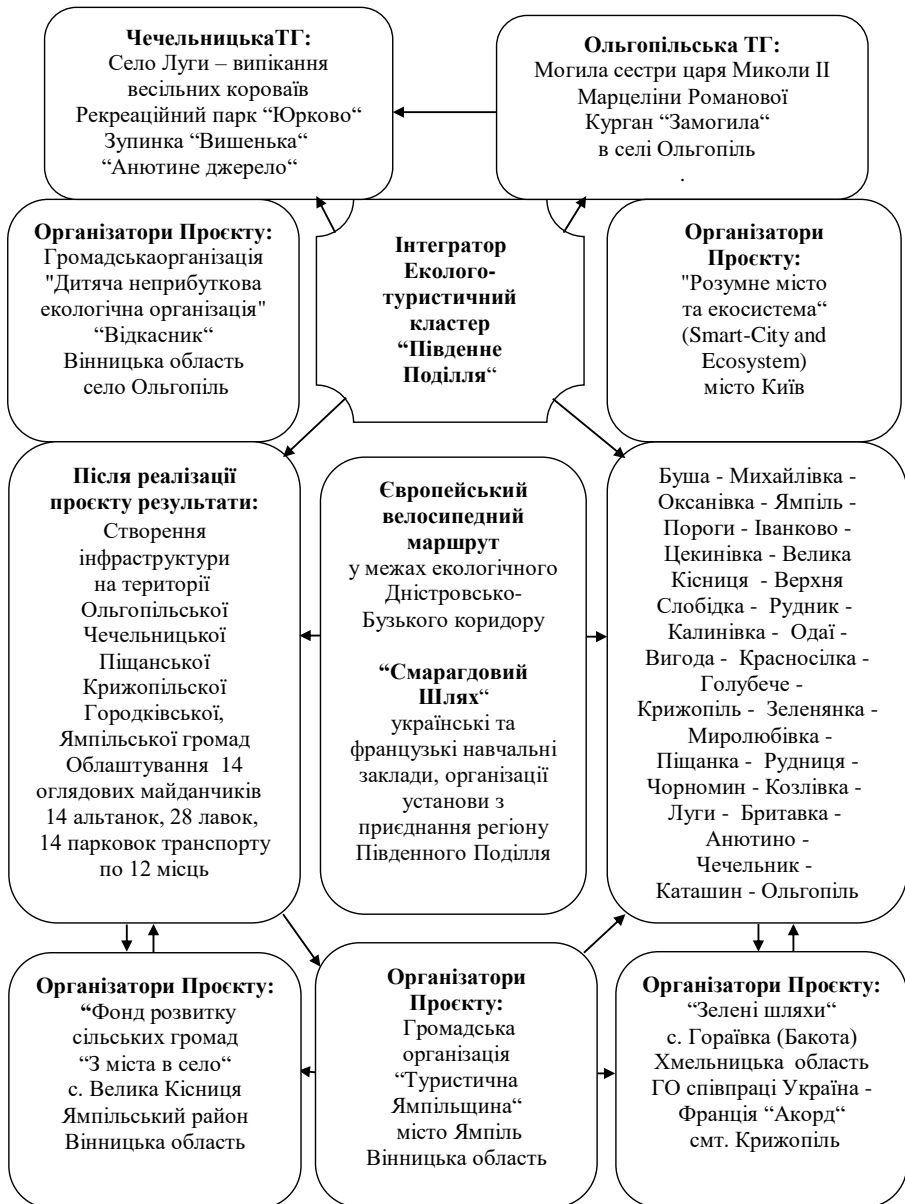 ЧечельницькаТГ:
Село Луги – випікання
весільних короваїв
Рекреаційний парк “Юрково“
Зупинка “Вишенька“
“Анютине джерело“
Ольгопільська ТГ:
Могила сестри царя Миколи ІІ
Марцеліни Романової
Курган “Замогила“
в селі Ольгопіль
.
Організатори Проєкту:
Громадськаорганізація
"Дитяча неприбуткова
екологічна організація"
“Відкасник“
Вінницька область
село Ольгопіль
Інтегратор
Еколого-
туристичний
кластер
“Південне
Поділля“
Організатори
Проєкту:
"Розумне місто
та екосистема“
(Smart-City and
Ecosystem)
місто Київ
Після реалізації
проєкту результати:
Створення
інфраструктури
на території
Ольгопільської
Чечельницької
Піщанської
Крижопільскої
Городківської,
Ямпільської громад
Облаштування 14
оглядових майданчиків
14 альтанок, 28 лавок,
14 парковок транспорту
по 12 місць
Європейський
велосипедний
маршрут
у межах екологічного
Дністровсько-
Бузького коридору
“Смарагдовий
Шлях“
українські та
французькі навчальні
заклади, організації
установи з
приєднання регіону
Південного Поділля
Буша - Михайлівка -
Оксанівка - Ямпіль -
Пороги - Іванково -
Цекинівка - Велика
Кісниця - Верхня
Слобідка - Рудник -
Калинівка - Одаї -
Вигода - Красносілка -
Голубече -
Крижопіль - Зеленянка -
Миролюбівка -
Піщанка - Рудниця -
Чорномин - Козлівка -
Луги - Бритавка -
Анютино -
Чечельник -
Каташин - Ольгопіль
Організатори Проєкту:
“Фонд розвитку
сільських громад
“З міста в село“
с. Велика Кісниця
Ямпільський район
Вінницька область
Організатори
Проєкту:
Громадська
організація
“Туристична
Ямпільщина“
місто Ямпіль
Вінницька область
Організатори Проєкту:
“Зелені шляхи“
с. Гораївка (Бакота)
Хмельницька область
ГО співпраці Україна -
Франція “Акорд“
смт. Крижопіль